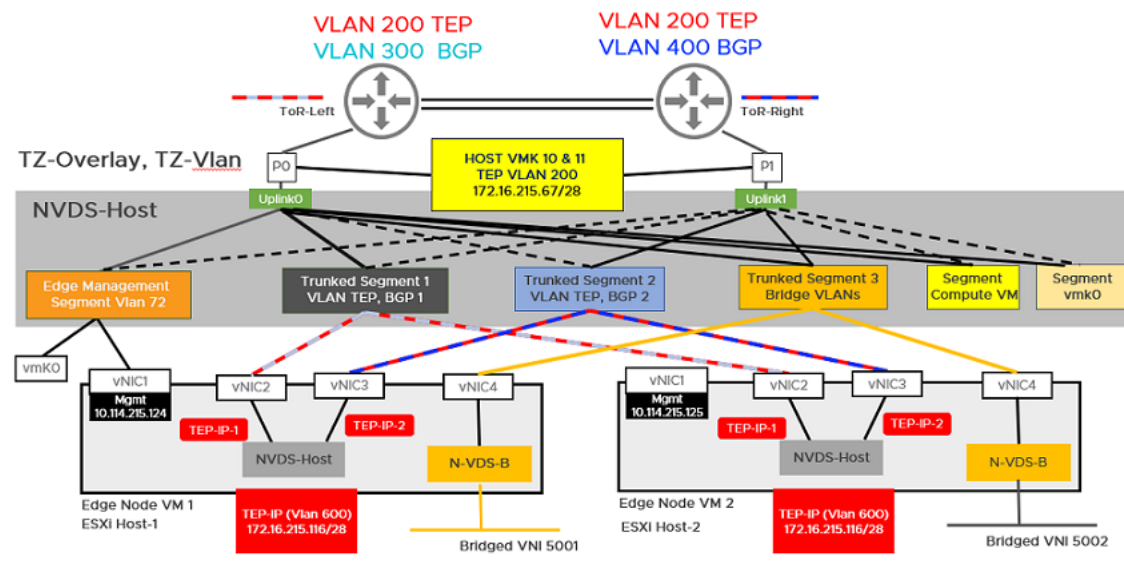 VLAN 200 TEP
VLAN 300 BGP
VLAN 200 TEP
VLAN 400 BGP
ToR-Left
ToR-Right
TZ-Overlay, TZ-Vlan
P0
HOST VMK 10 & 11
TEP VLAN 200
172.16.215.67/28
P1
NVDS-Host
Uplink0
Uplink1
Edge Management
Segment Vlan 72
Trunked Segment 1
VLAN TEP, BGP 1
Trunked Segment 2
VLAN TEP, BGP 2
Trunked Segment 3
Bridge VLANs
Segment
Compute VM
Segment
vmk0
vmK0
vNIC1
Mgmt
10.114.215.124
vNIC2
vNIC3
vNIC4
TEP-IP-1
TEP-IP-2
NVDS-Host
N-VDS-B
Edge Node VM 1
ESXi Host-1
TEP-IP (Vlan 600)
172.16.215.116/28
Bridged VNI 5001
vNIC1
Mgmt
10.114.215.125
vNIC2
vNIC3
vNIC4
TEP-IP-1
TEP-IP-2
NVDS-Host
N-VDS-B
Edge Node VM 2
ESXi Host-2
TEP-IP (Vlan 600)
172.16.215.116/28
Bridged VNI 5002